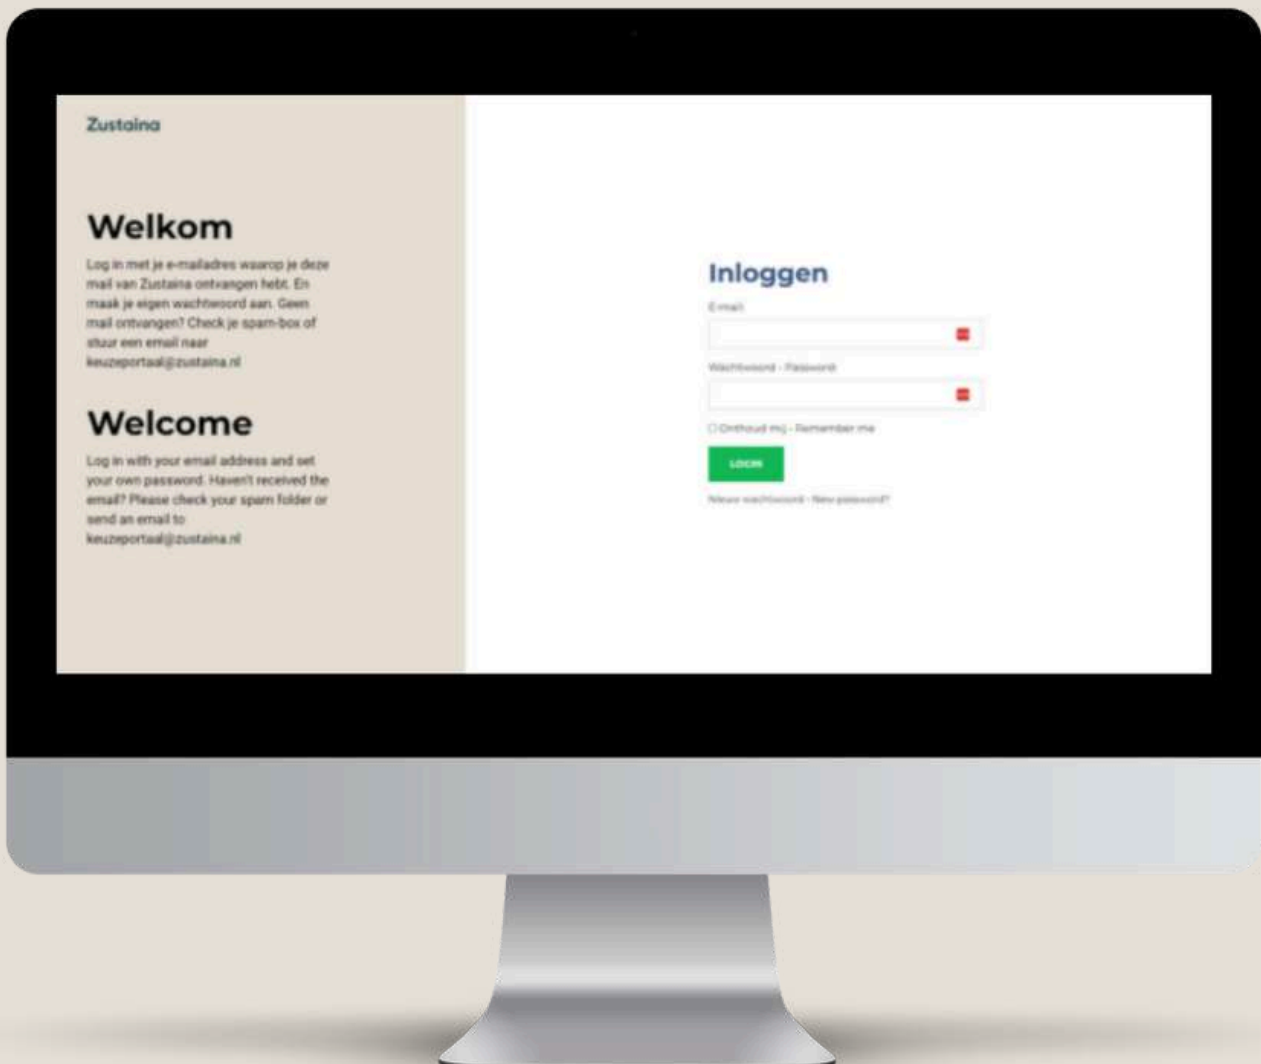 Zustaina
Welkom
Log in met je e-mailadres waarop je deze
mail van Zustaina ontvangen hebt. En
maak je eigen wachtwoord aan. Geen
mail ontvangen? Check je spam-box of
stuur een email naar
keuzeportaal@zustaina.nl
Welcome
Log in with your email address and set
your own password. Haven't received the
email? Please check your spam folder or
send an email to
keuzeportaal@zustaina.nl
Inloggen
E-mail
Wachtwoord - Password
Onthoud mij - Remember me
LOGIN
Nieuw wachtwoord - New password?